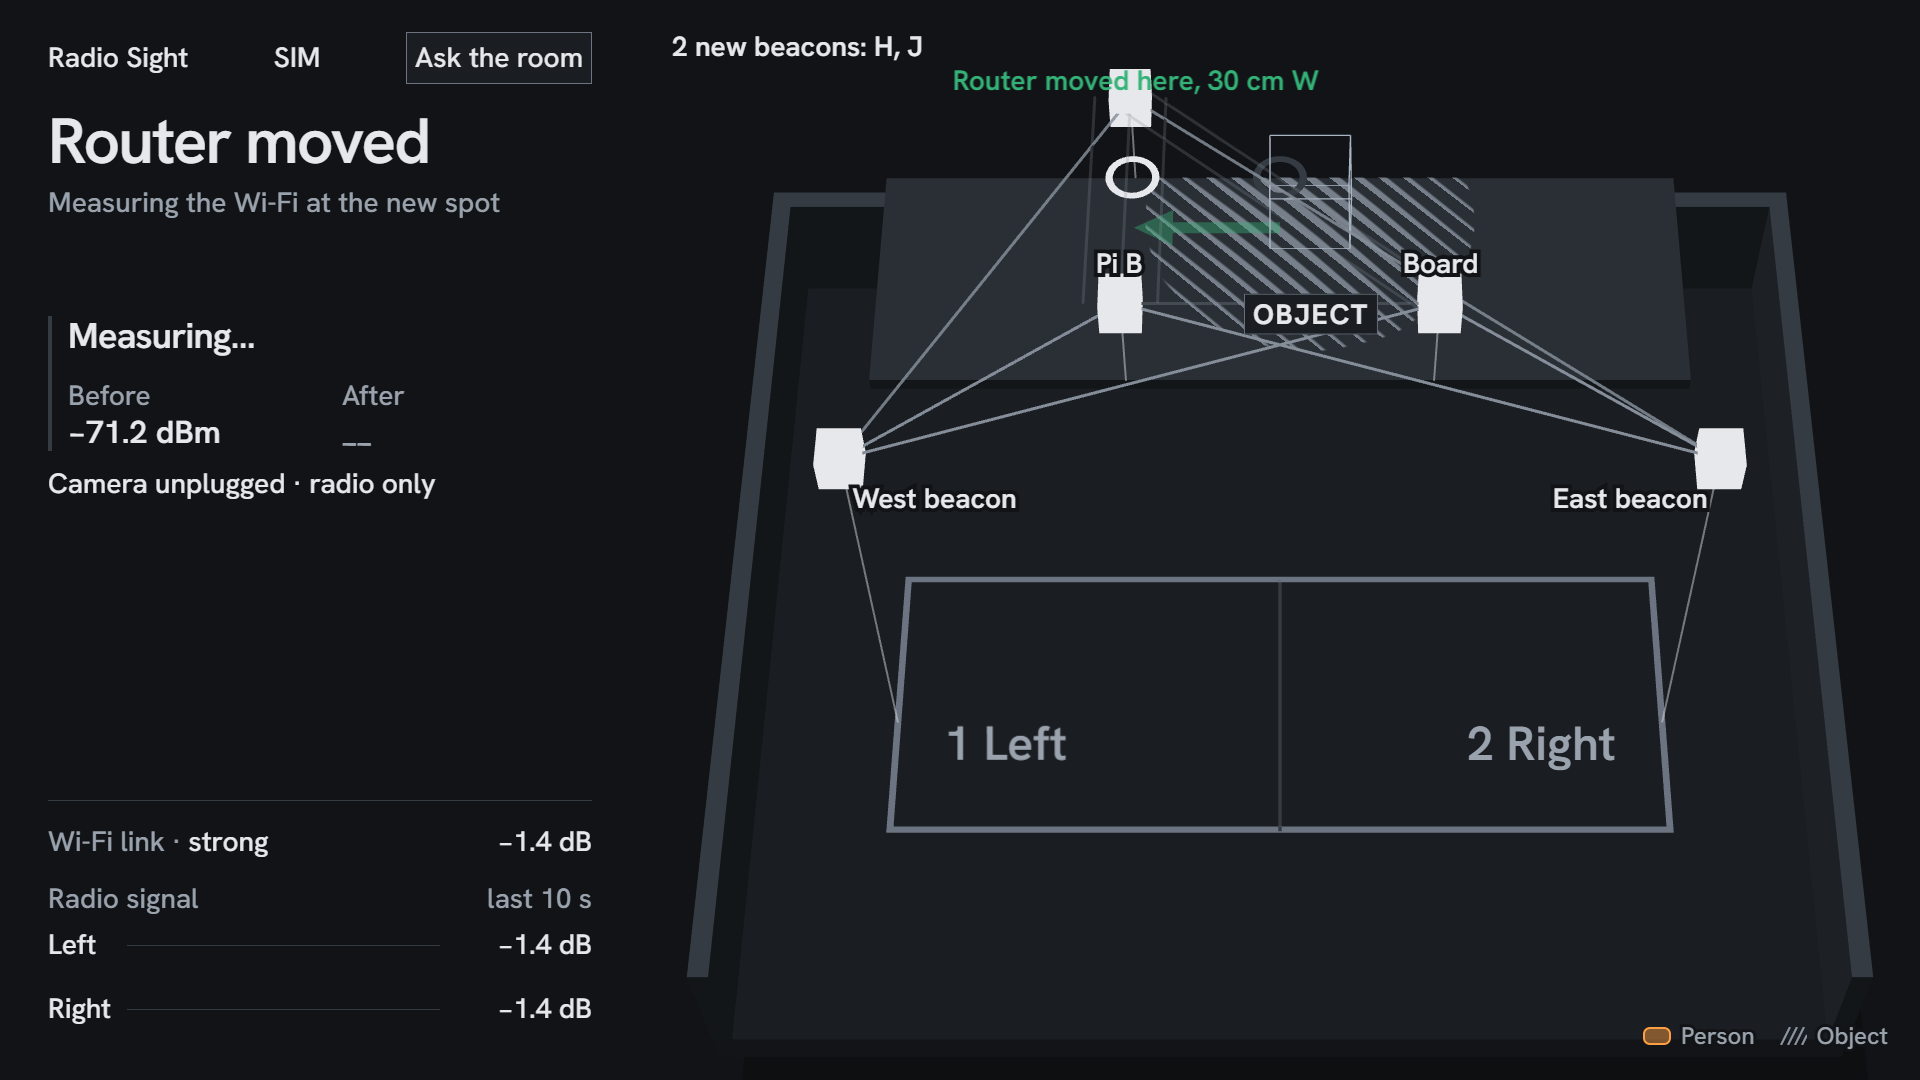 Radio Sight
SIM
Ask the room
Router moved
Measuring the Wi-Fi at the new spot
Measuring...
Before
After
−71.2 dBm
––
Camera unplugged · radio only
Wi-Fi link · strong
−1.4 dB
Radio signal
last 10 s
Left
−1.4 dB
Right
−1.4 dB
2 new beacons: H, J
Router moved here, 30 cm W
Pi B
Board
OBJECT
West beacon
East beacon
1 Left
2 Right
Person
Object